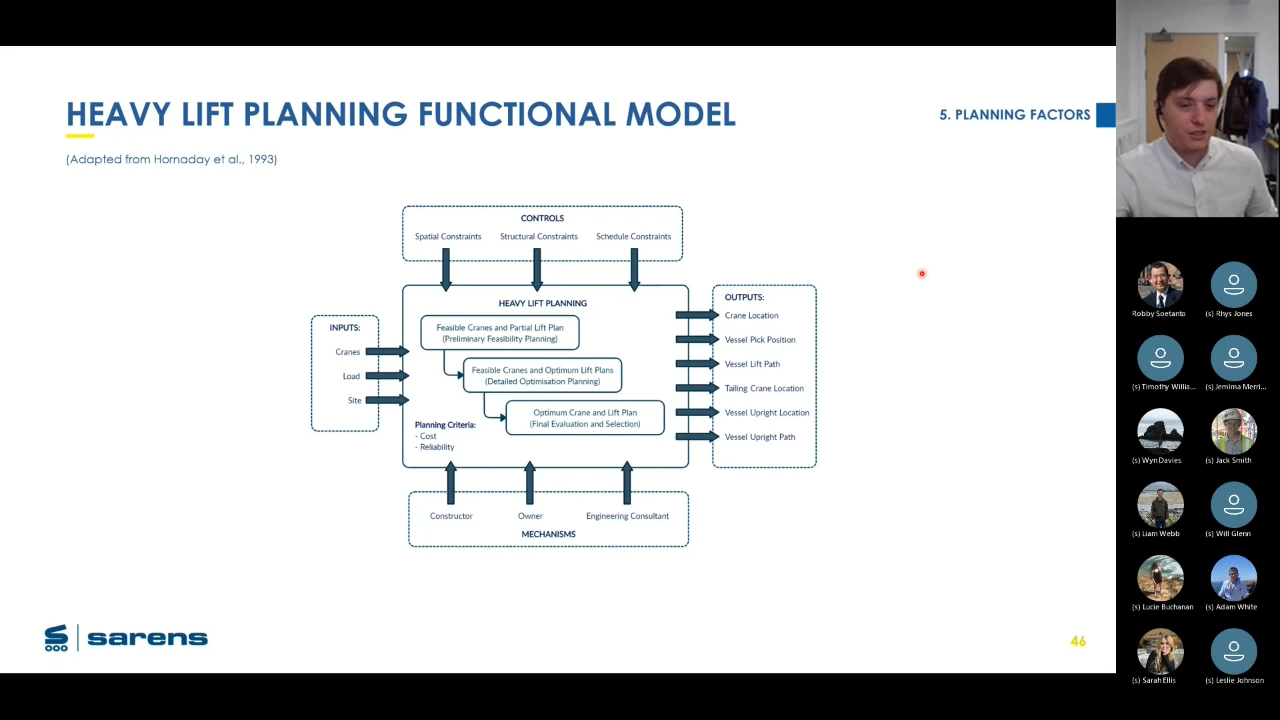 HEAVY LIFT PLANNING FUNCTIONAL MODEL
5. PLANNING FACTORS
(Adapted from Hornaday et al., 1993)
CONTROLS
Spatial Constraints
Structural Constraints
Schedule Constraints
INPUTS:
Cranes
Load
Site
HEAVY LIFT PLANNING
Feasible Cranes and Partial Lift Plan
(Preliminary Feasibility Planning)
Feasible Cranes and Optimum Lift Plans
(Detailed Optimisation Planning)
Optimum Crane and Lift Plan
(Final Evaluation and Selection)
Planning Criteria:
- Cost
- Reliability
OUTPUTS:
Crane Location
Vessel Pick Position
Vessel Lift Path
Tailing Crane Location
Vessel Upright Location
Vessel Upright Path
Constructor
Owner
Engineering Consultant
MECHANISMS
sarens
46
Robby Soetanto
(s) Rhys Jones
(s) Timothy Willia...
(s) Jemima Merri...
(s) Wyn Davies
(s) Jack Smith
(s) Liam Webb
(s) Will Glenn
(s) Lucie Buchanan
(s) Adam White
(s) Sarah Ellis
(s) Leslie Johnson